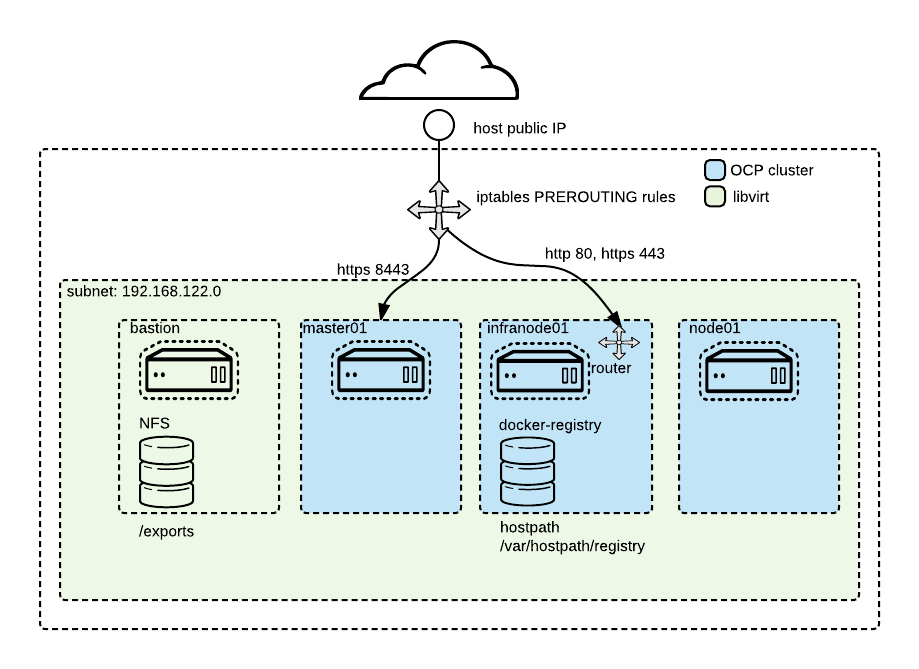 host public IP
OCP cluster
libvirt
iptables PREROUTING rules
http 80, https 443
https 8443
subnet: 192.168.122.0
bastion
master01
infranode01
node01
router
NFS
docker-registry
/exports
hostpath
/var/hostpath/registry